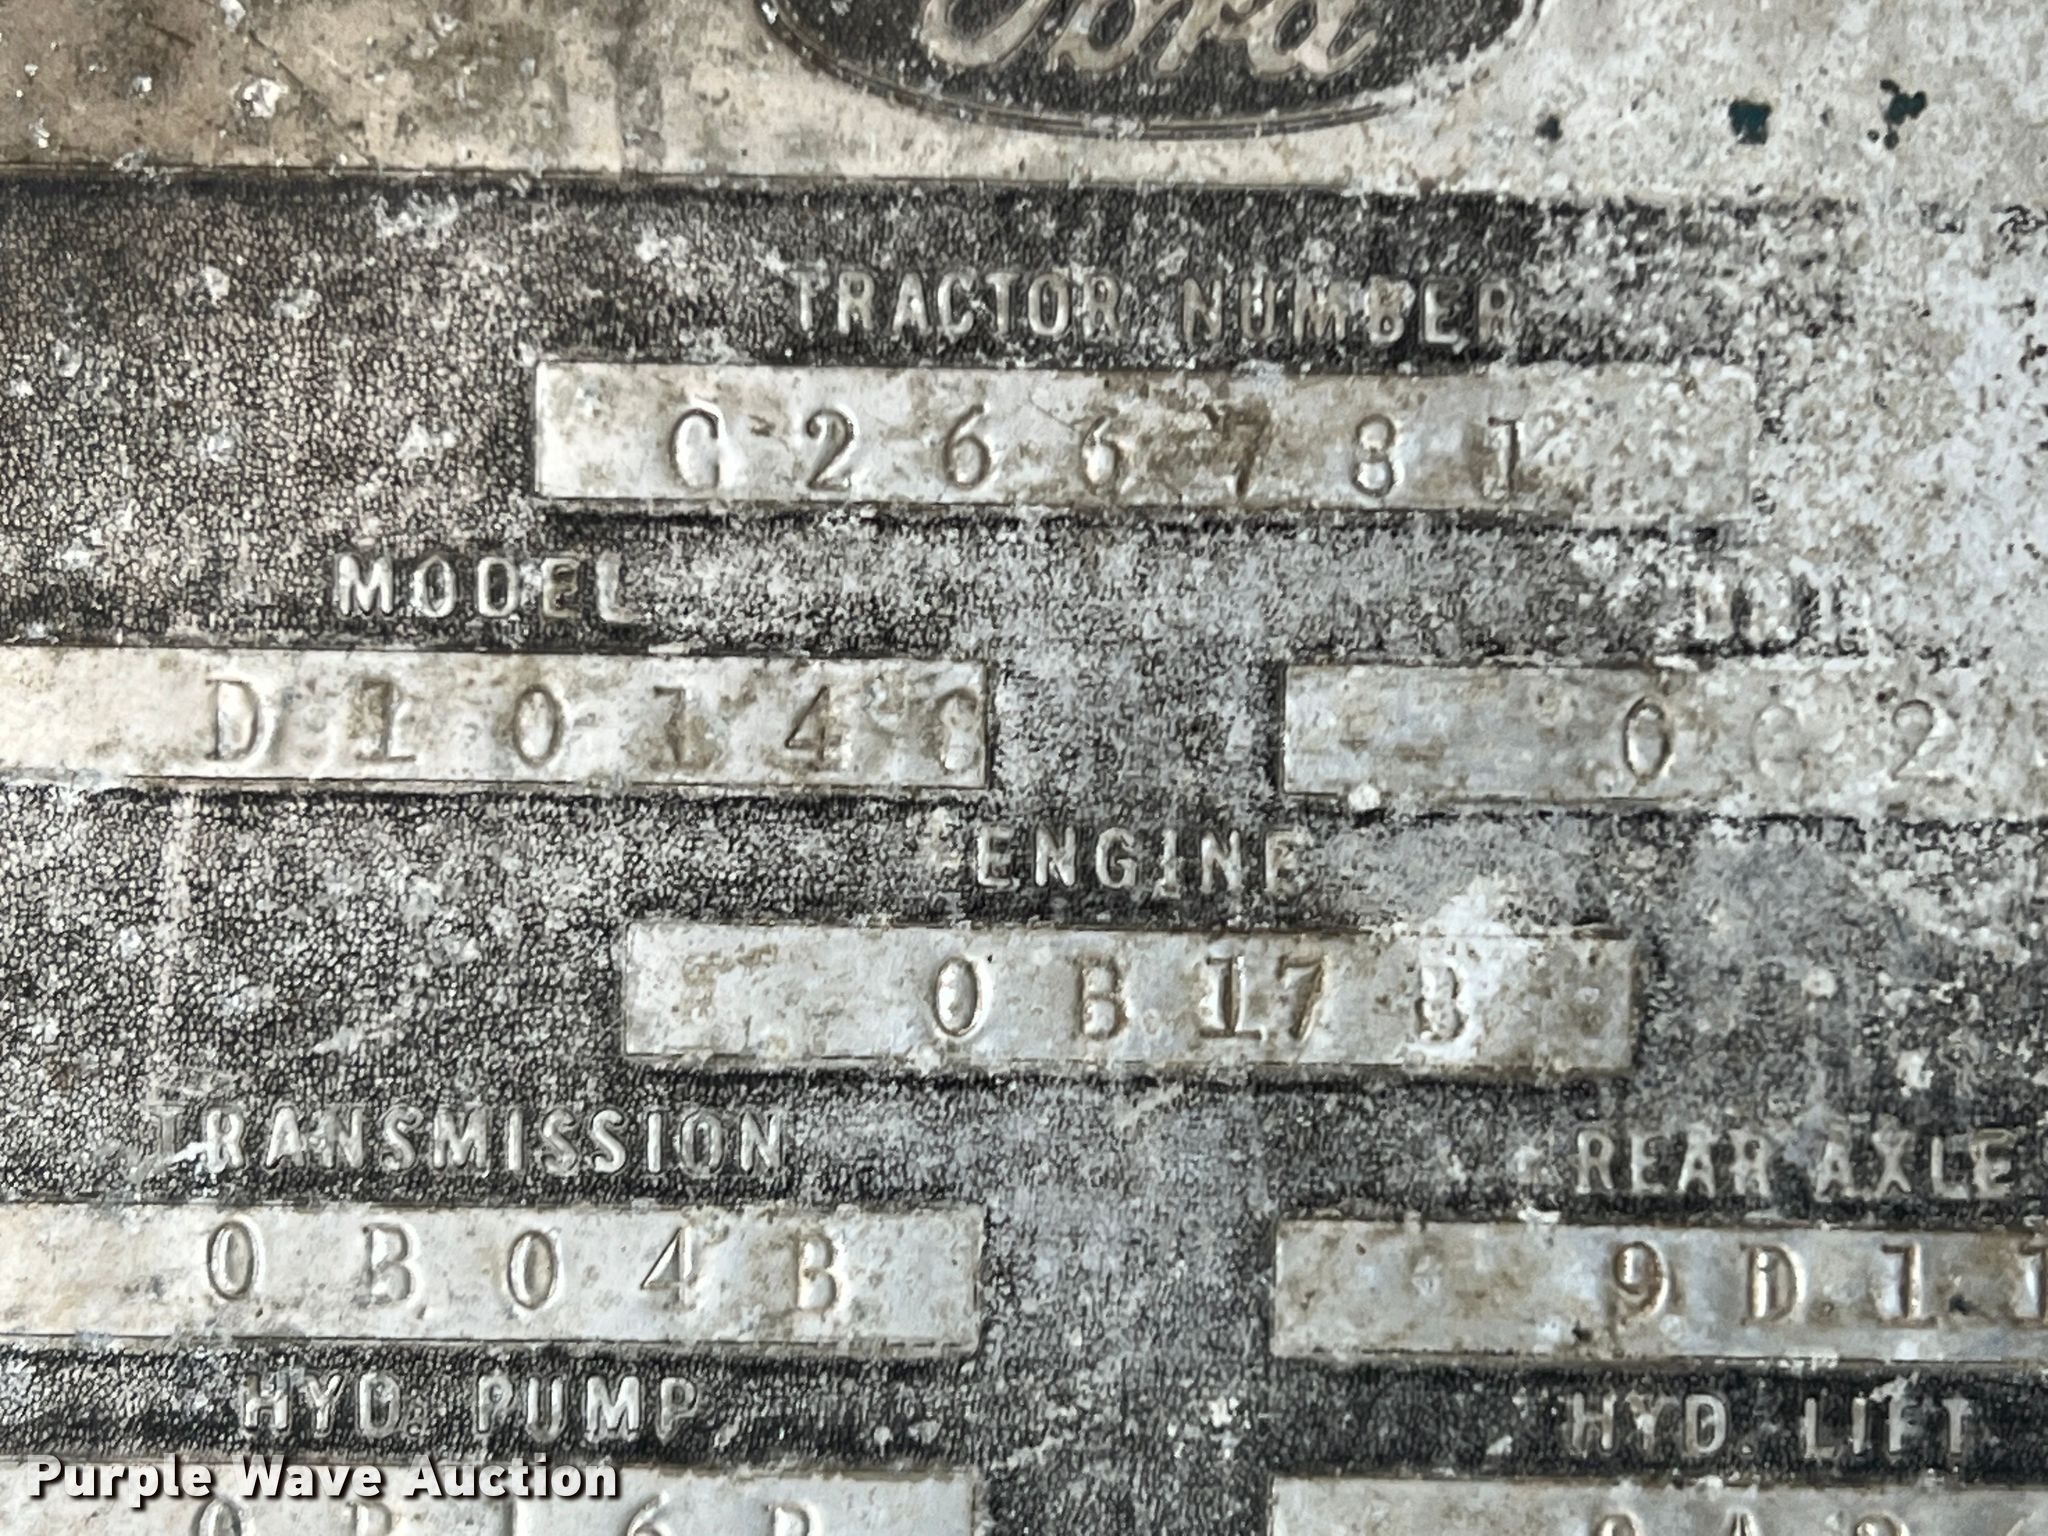 Ford
TRACTOR NUMBER
C266781
MODEL
D1014C
0C2
ENGINE
0B17B
TRANSMISSION REAR AXLE
0B04B 9D11
HYD. PUMP HYD. LIFT
0B16B
Purple Wave Auction